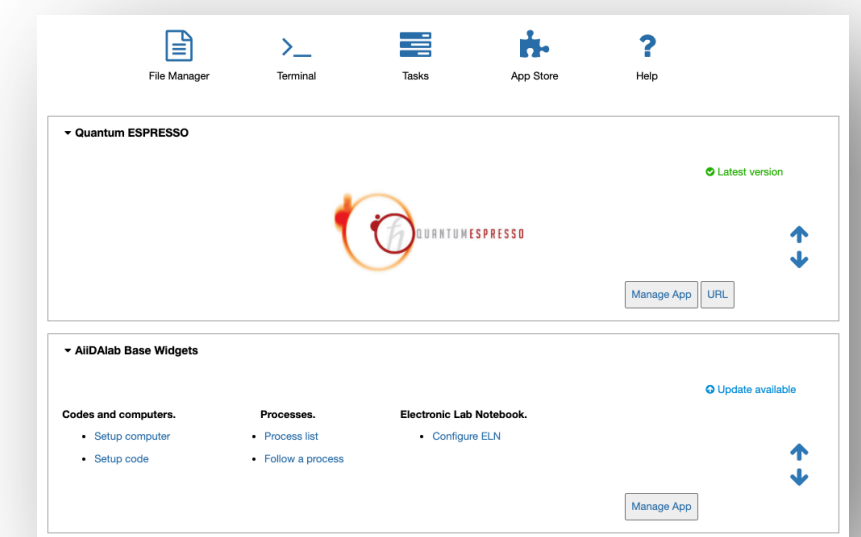 File Manager
Terminal
Tasks
App Store
Help
Quantum ESPRESSO
Latest version
QUANTUMESPRESSO
Manage App
URL
AiiDAlab Base Widgets
Update available
Codes and computers.
Setup computer
Setup code
Processes.
Process list
Follow a process
Electronic Lab Notebook.
Configure ELN
Manage App